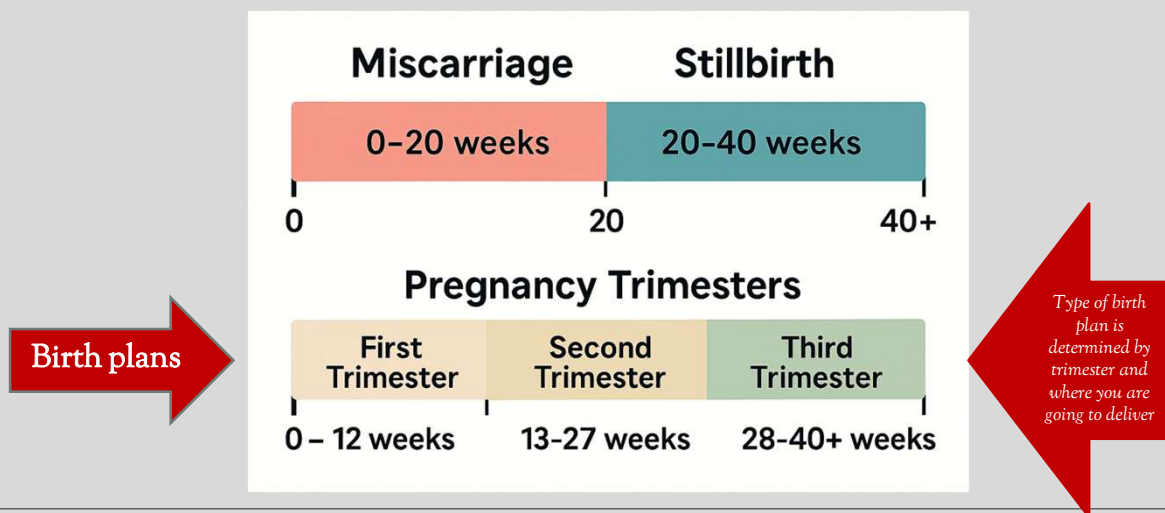 Miscarriage Stillbirth
0–20 weeks 20–40 weeks
0 20 40+
Pregnancy Trimesters
First Second Third
Trimester Trimester Trimester
0 – 12 weeks 13-27 weeks 28-40+ weeks
Birth plans
Type of birth
plan is
determined by
trimester and
where you are
going to deliver